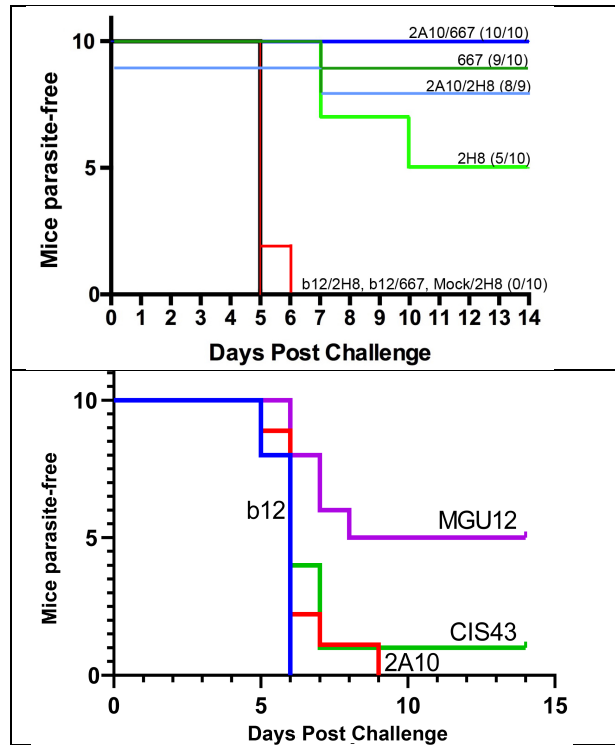 2A10/667 (10/10)
10
667 (9/10)
2A10/2H8 (8/9)
Mice parasite-free
5
2H8 (5/10)
b12/2H8, b12/667, Mock/2H8 (0/10)
0
0 1 2 3 4 5 6 7 8 9 10 11 12 13 14
Days Post Challenge
10
Mice parasite-free
b12
MGU12
5
CIS43
2A10
0
0 5 10 15
Days Post Challenge